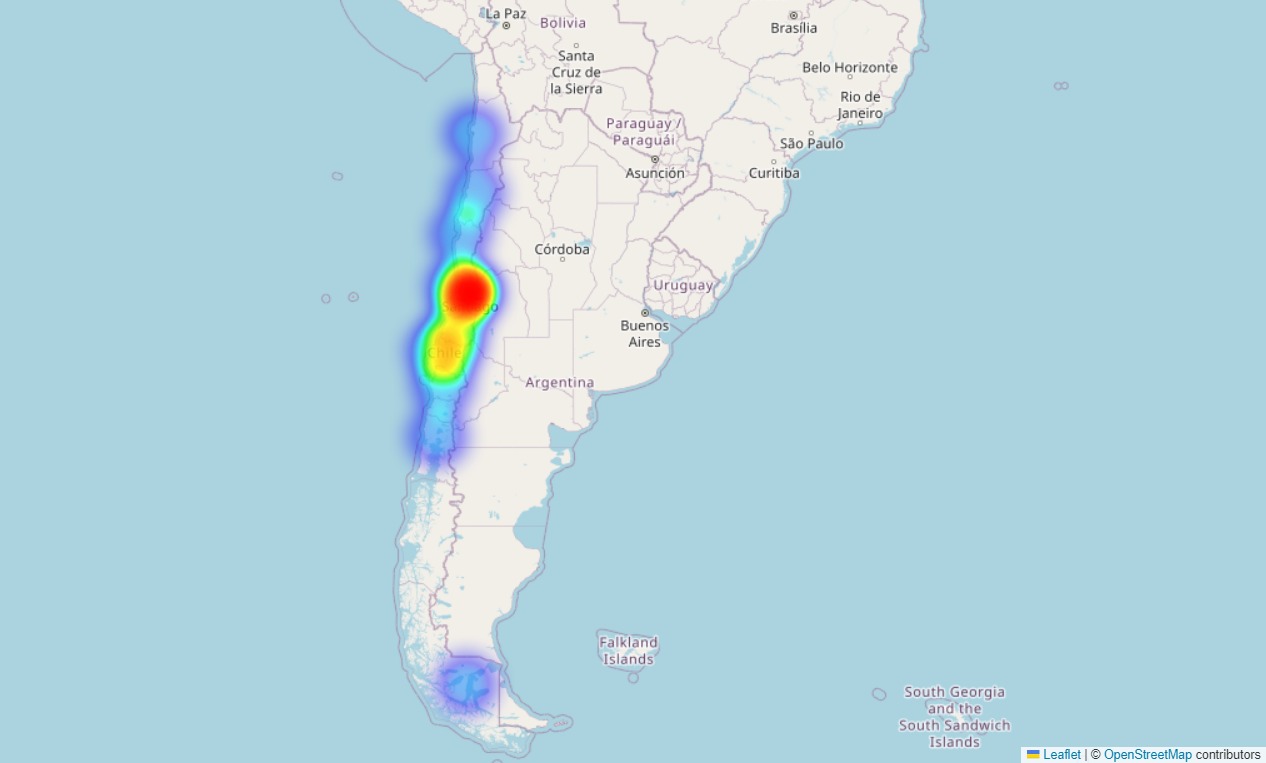 La Paz
Bolivia
Brasília
Santa
Cruz de
la Sierra
Belo Horizonte
Rio de
Janeiro
Paraguay /
Paraguái
São Paulo
Asunción
Curitiba
Córdoba
Uruguay
Buenos
Aires
Chile
Argentina
Falkland
Islands
South Georgia
and the
South Sandwich
Islands
Leaflet | © OpenStreetMap contributors